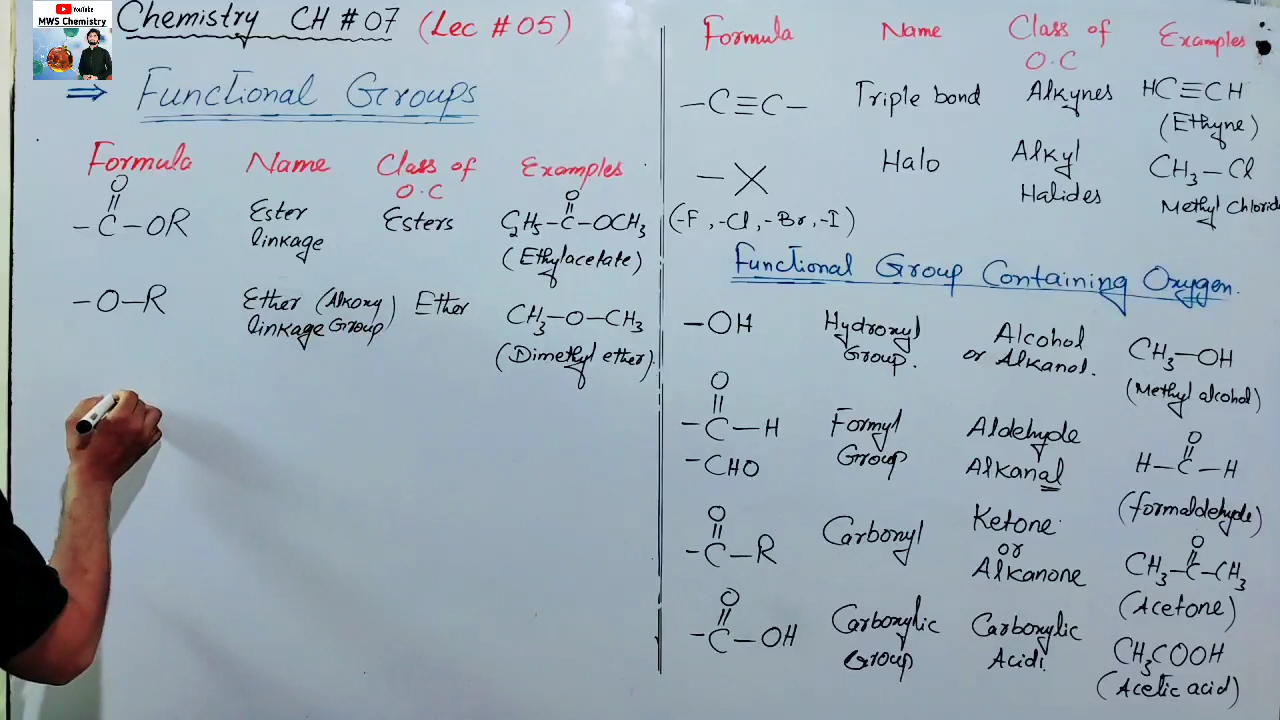 YouTube
MWS Chemistry
Chemistry CH # 07 (Lec # 05)
⇒ Functional Groups
Formula Name Class of O.C Examples
O
||
-C-OR Ester linkage Esters C2H5-C-OCH3
O
||
(Ethylacetate)
-O-R Ether (Alkoxy) linkage Group Ether CH3-O-CH3
(Dimethyl ether)
Formula Name Class of O.C Examples
-C≡C- Triple bond Alkynes HC≡CH
(Ethyne)
-X Halo Alkyl Halides CH3-Cl
(-F, -Cl, -Br, -I) Methyl Chlorid
Functional Group Containing Oxygen.
-OH Hydroxyl Group. Alcohol or Alkanol. CH3-OH
(Methyl alcohol)
O
||
-C-H Formyl Group Aldehyde
-CHO Alkanal
O
||
H-C-H
(formaldehyde)
O
||
-C-R Carbonyl Ketone or Alkanone
O
||
CH3-C-CH3
(Acetone)
O
||
-C-OH Carboxylic Group Carboxylic Acid. CH3COOH
(Acetic acid)